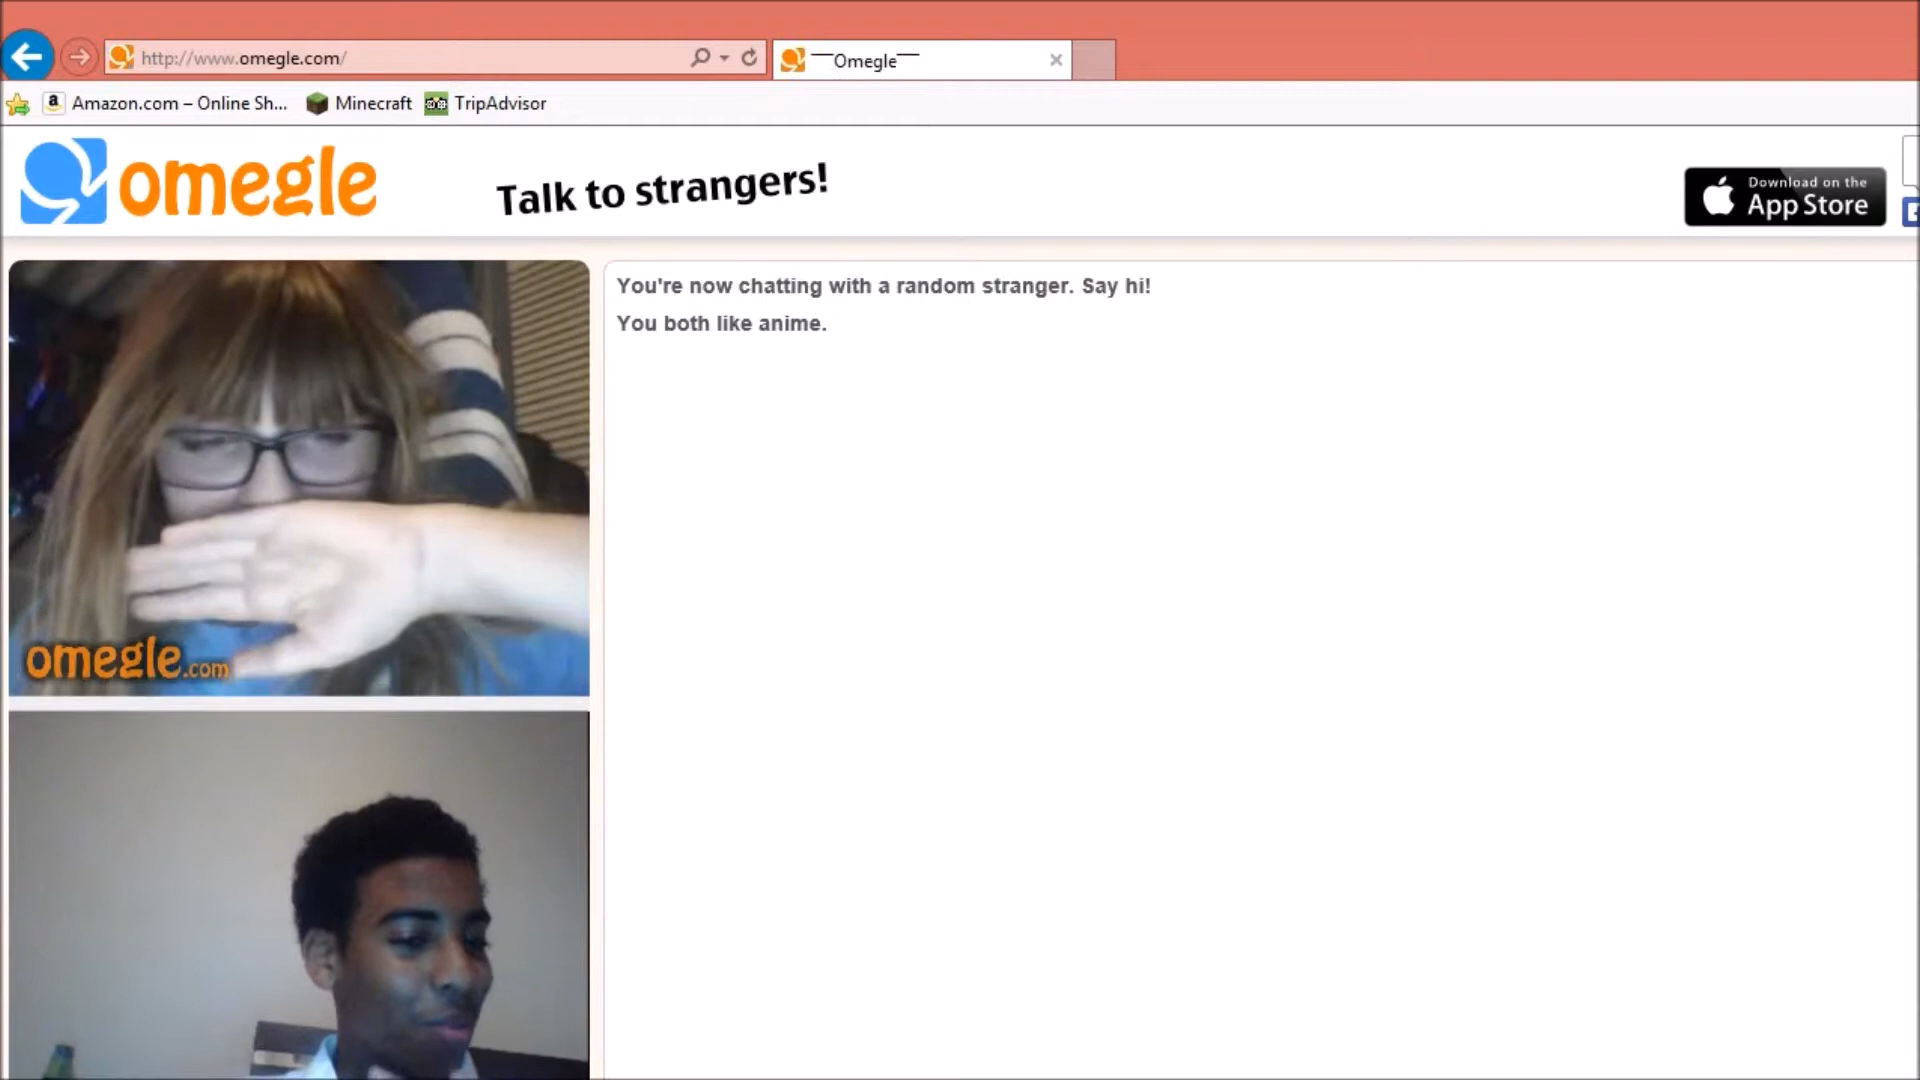 http://www.omegle.com/
Omegle
Amazon.com – Online Sh...
Minecraft
TripAdvisor
omegle
Talk to strangers!
Download on the
App Store
You're now chatting with a random stranger. Say hi!
You both like anime.
omegle.com